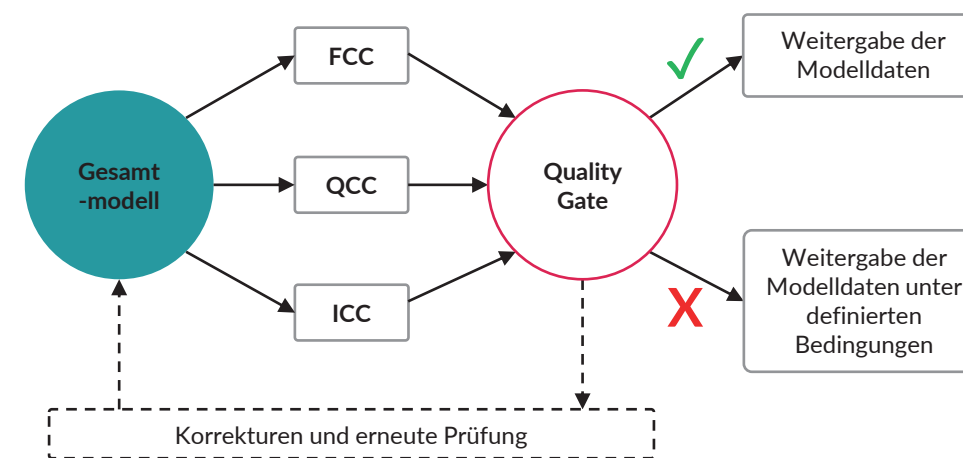 FCC
Weitergabe der
Modelldaten
Gesamt
-modell
QCC
Quality
Gate
ICC
Weitergabe der
Modelldaten unter
definierten
Bedingungen
Korrekturen und erneute Prüfung